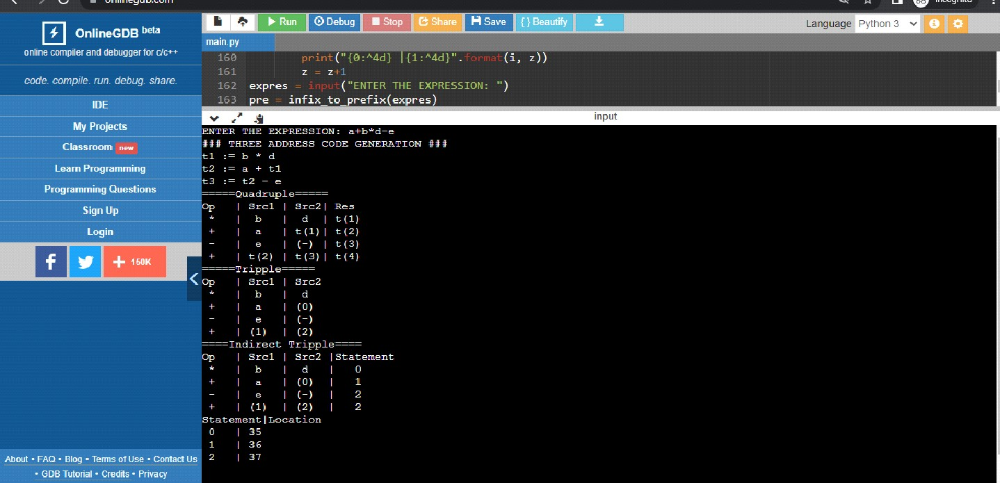 onlinegdb.com
Incognito
OnlineGDB beta
online compiler and debugger for c/c++
code. compile. run. debug. share.
IDE
My Projects
Classroom new
Learn Programming
Programming Questions
Sign Up
Login
f
+ 150K
About • FAQ • Blog • Terms of Use • Contact Us
• GDB Tutorial • Credits • Privacy
Run Debug Stop Share Save { } Beautify
Language Python 3
main.py
160 print("{0:^4d} |{1:^4d}".format(i, z))
161 z = z+1
162 expres = input("ENTER THE EXPRESSION: ")
163 pre = infix_to_prefix(expres)
input
ENTER THE EXPRESSION: a+b*d-e
### THREE ADDRESS CODE GENERATION ###
t1 := b * d
t2 := a + t1
t3 := t2 - e
=====Quadruple=====
Op | Src1 | Src2| Res
* | b | d | t(1)
+ | a | t(1)| t(2)
- | e | (-) | t(3)
+ | t(2) | t(3)| t(4)
=====Tripple=====
Op | Src1 | Src2
* | b | d
+ | a | (0)
- | e | (-)
+ | (1) | (2)
====Indirect Tripple====
Op | Src1 | Src2 |Statement
* | b | d | 0
+ | a | (0) | 1
- | e | (-) | 2
+ | (1) | (2) | 2
Statement|Location
0 | 35
1 | 36
2 | 37